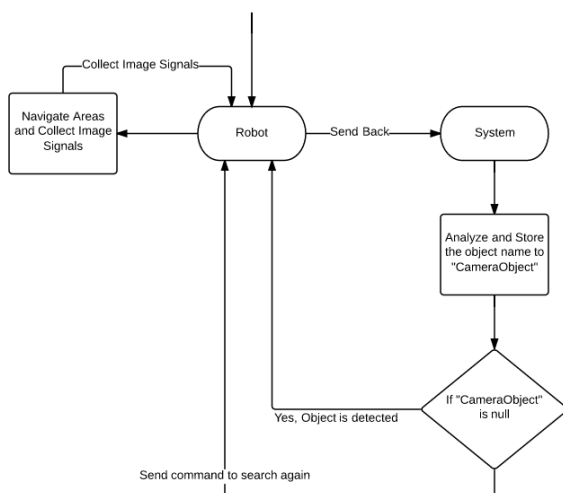 Collect Image Signals
Navigate Areas
and Collect Image
Signals
Robot
Send Back
System
Analyze and Store
the object name to
"CameraObject"
If "CameraObject"
is null
Yes, Object is detected
Send command to search again